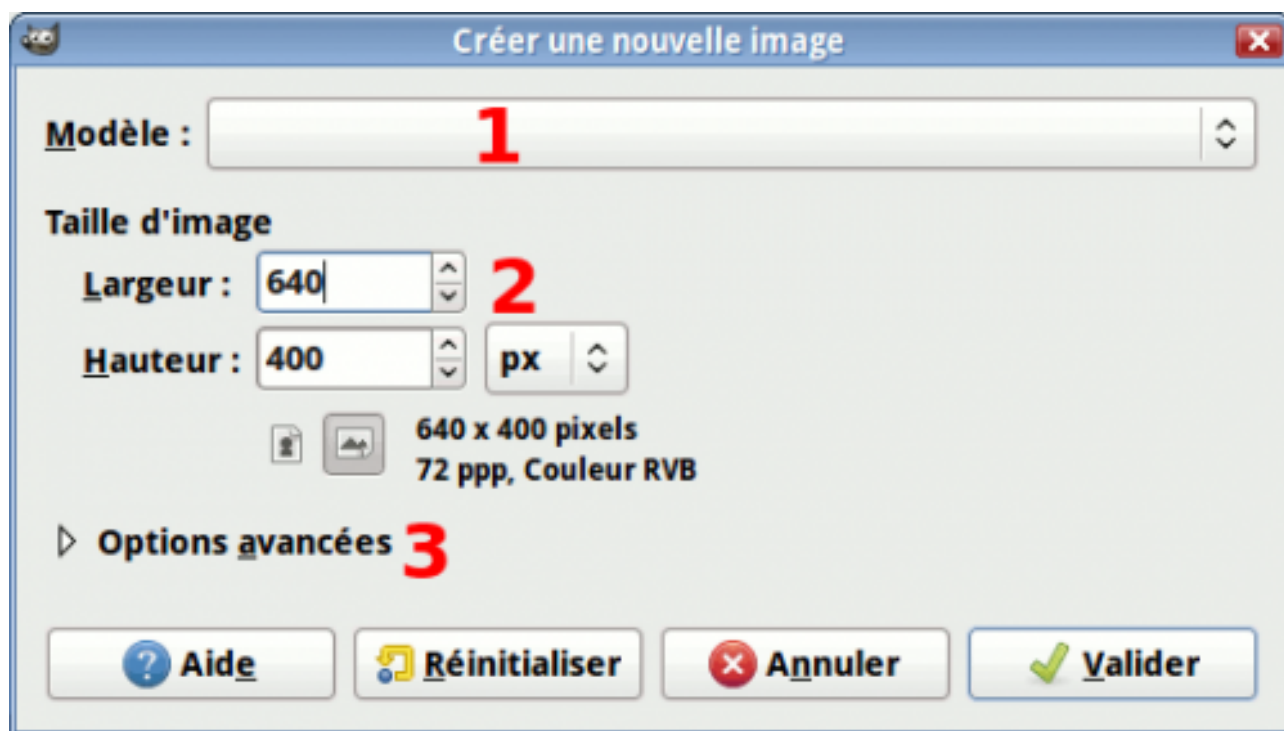 Créer une nouvelle image
Modèle : 1
Taille d'image
Largeur : 640 2
Hauteur : 400 px
640 x 400 pixels
72 ppp, Couleur RVB
Options avancées 3
Aide Réinitialiser Annuler Valider